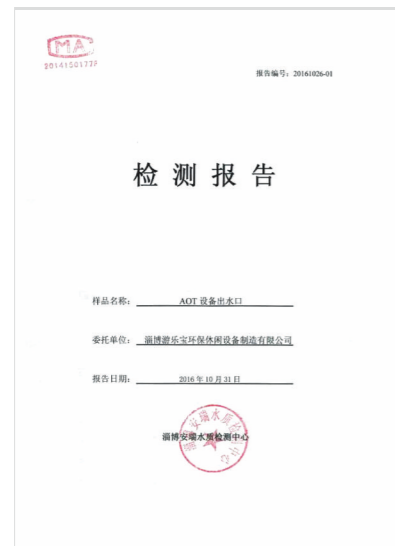 MA
报告编号：20161026-01
检测报告
样品名称： AOT 设备出水口
委托单位： 淄博游乐宝环保休闲设备制造有限公司
报告日期： 2016 年 10 月 31 日
淄博安瑞水质检测中心